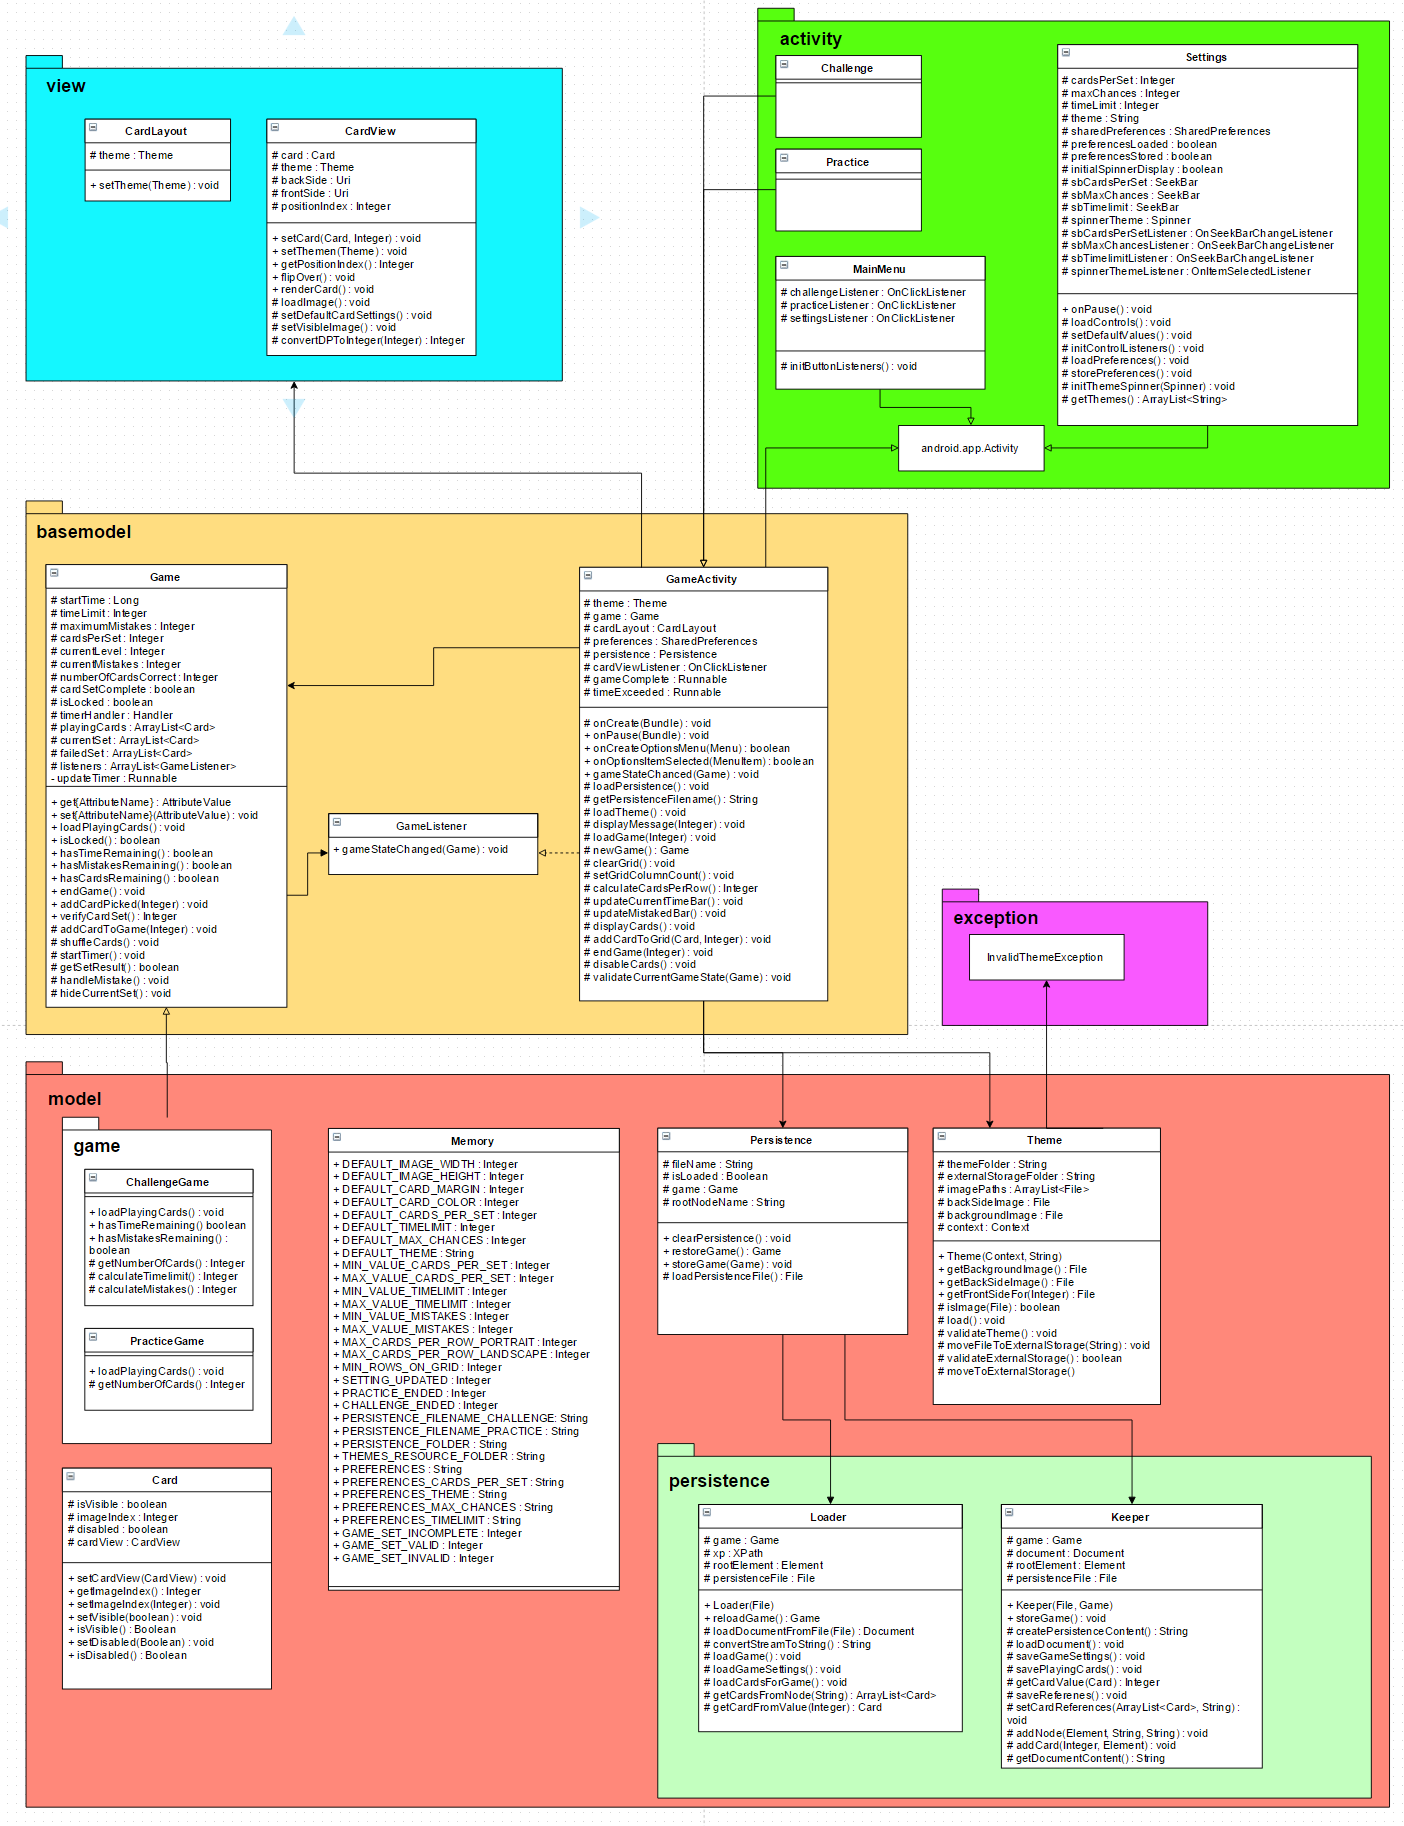 view
CardLayout
# theme : Theme
+ setTheme(Theme) : void
CardView
# card : Card
# theme : Theme
# backSide : Uri
# frontSide : Uri
# positionIndex : Integer
+ setCard(Card, Integer) : void
+ setThemen(Theme) : void
+ getPositionIndex() : Integer
+ flipOver() : void
+ renderCard() : void
# loadImage() : void
# setDefaultCardSettings() : void
# setVisibleImage() : void
# convertDPToInteger(Integer) : Integer
activity
Challenge
Practice
MainMenu
# challengeListener : OnClickListener
# practiceListener : OnClickListener
# settingsListener : OnClickListener
# initButtonListeners() : void
Settings
# cardsPerSet : Integer
# maxChances : Integer
# timeLimit : Integer
# theme : String
# sharedPreferences : SharedPreferences
# preferencesLoaded : boolean
# preferencesStored : boolean
# initialSpinnerDisplay : boolean
# sbCardsPerSet : SeekBar
# sbMaxChances : SeekBar
# sbTimelimit : SeekBar
# spinnerTheme : Spinner
# sbCardsPerSetListener : OnSeekBarChangeListener
# sbMaxChancesListener : OnSeekBarChangeListener
# sbTimelimitListener : OnSeekBarChangeListener
# spinnerThemeListener : OnItemSelectedListener
+ onPause() : void
# loadControls() : void
# setDefaultValues() : void
# initControlListeners() : void
# loadPreferences() : void
# storePreferences() : void
# initThemeSpinner(Spinner) : void
# getThemes() : ArrayList<String>
android.app.Activity
basemodel
Game
# startTime : Long
# timeLimit : Integer
# maximumMistakes : Integer
# cardsPerSet : Integer
# currentLevel : Integer
# currentMistakes : Integer
# numberOfCardsCorrect : Integer
# cardSetComplete : boolean
# isLocked : boolean
# timerHandler : Handler
# playingCards : ArrayList<Card>
# currentSet : ArrayList<Card>
# failedSet : ArrayList<Card>
# listeners : ArrayList<GameListener>
- updateTimer : Runnable
+ get{AttributeName} : AttributeValue
+ set{AttributeName}(AttributeValue) : void
+ loadPlayingCards() : void
+ isLocked() : boolean
+ hasTimeRemaining() : boolean
+ hasMistakesRemaining() : boolean
+ hasCardsRemaining() : boolean
+ endGame() : void
+ addCardPicked(Integer) : void
+ verifyCardSet() : Integer
# addCardToGame(Integer) : void
# shuffleCards() : void
# startTimer() : void
# getSetResult() : boolean
# handleMistake() : void
# hideCurrentSet() : void
GameListener
+ gameStateChanged(Game) : void
GameActivity
# theme : Theme
# game : Game
# cardLayout : CardLayout
# preferences : SharedPreferences
# persistence : Persistence
# cardViewListener : OnClickListener
# gameComplete : Runnable
# timeExceeded : Runnable
# onCreate(Bundle) : void
+ onPause(Bundle) : void
+ onCreateOptionsMenu(Menu) : boolean
+ onOptionsItemSelected(MenuItem) : boolean
+ gameStateChanced(Game) : void
# loadPersistence() : void
# getPersistenceFilename() : String
# loadTheme() : void
# displayMessage(Integer) : void
# loadGame(Integer) : void
# newGame() : Game
# clearGrid() : void
# setGridColumnCount() : void
# calculateCardsPerRow() : Integer
# updateCurrentTimeBar() : void
# updateMistakedBar() : void
# displayCards() : void
# addCardToGrid(Card, Integer) : void
# endGame(Integer) : void
# disableCards() : void
# validateCurrentGameState(Game) : void
exception
InvalidThemeException
model
game
ChallengeGame
+ loadPlayingCards() : void
+ hasTimeRemaining() boolean
+ hasMistakesRemaining() :
boolean
# getNumberOfCards() : Integer
# calculateTimelimit() : Integer
# calculateMistakes() : Integer
PracticeGame
+ loadPlayingCards() : void
# getNumberOfCards() : Integer
Card
# isVisible : boolean
# imageIndex : Integer
# disabled : boolean
# cardView : CardView
+ setCardView(CardView) : void
+ getImageIndex() : Integer
+ setImageIndex(Integer) : void
+ setVisible(boolean) : void
+ isVisible() : Boolean
+ setDisabled(Boolean) : void
+ isDisabled() : Boolean
Memory
+ DEFAULT_IMAGE_WIDTH : Integer
+ DEFAULT_IMAGE_HEIGHT : Integer
+ DEFAULT_CARD_MARGIN : Integer
+ DEFAULT_CARD_COLOR : Integer
+ DEFAULT_CARDS_PER_SET : Integer
+ DEFAULT_TIMELIMIT : Integer
+ DEFAULT_MAX_CHANCES : Integer
+ DEFAULT_THEME : String
+ MIN_VALUE_CARDS_PER_SET : Integer
+ MAX_VALUE_CARDS_PER_SET : Integer
+ MIN_VALUE_TIMELIMIT : Integer
+ MAX_VALUE_TIMELIMIT : Integer
+ MIN_VALUE_MISTAKES : Integer
+ MAX_VALUE_MISTAKES : Integer
+ MAX_CARDS_PER_ROW_PORTRAIT : Integer
+ MAX_CARDS_PER_ROW_LANDSCAPE : Integer
+ MIN_ROWS_ON_GRID : Integer
+ SETTING_UPDATED : Integer
+ PRACTICE_ENDED : Integer
+ CHALLENGE_ENDED : Integer
+ PERSISTENCE_FILENAME_CHALLENGE: String
+ PERSISTENCE_FILENAME_PRACTICE : String
+ PERSISTENCE_FOLDER : String
+ THEMES_RESOURCE_FOLDER : String
+ PREFERENCES : String
+ PREFERENCES_CARDS_PER_SET : String
+ PREFERENCES_THEME : String
+ PREFERENCES_MAX_CHANCES : String
+ PREFERENCES_TIMELIMIT : String
+ GAME_SET_INCOMPLETE : Integer
+ GAME_SET_VALID : Integer
+ GAME_SET_INVALID : Integer
Persistence
# fileName : String
# isLoaded : Boolean
# game : Game
# rootNodeName : String
+ clearPersistence() : void
+ restoreGame() : Game
+ storeGame(Game) : void
# loadPersistenceFile() : File
Theme
# themeFolder : String
# externalStorageFolder : String
# imagePaths : ArrayList<File>
# backSideImage : File
# backgroundImage : File
# context : Context
+ Theme(Context, String)
+ getBackgroundImage() : File
+ getBackSideImage() : File
+ getFrontSideFor(Integer) : File
# isImage(File) : boolean
# load() : void
# validateTheme() : void
# moveFileToExternalStorage(String) : void
# validateExternalStorage() : boolean
# moveToExternalStorage()
persistence
Loader
# game : Game
# xp : XPath
# rootElement : Element
# persistenceFile : File
+ Loader(File)
+ reloadGame() : Game
# loadDocumentFromFile(File) : Document
# convertStreamToString() : String
# loadGame() : void
# loadGameSettings() : void
# loadCardsForGame() : void
# getCardsFromNode(String) : ArrayList<Card>
# getCardFromValue(Integer) : Card
Keeper
# game : Game
# document : Document
# rootElement : Element
# persistenceFile : File
+ Keeper(File, Game)
+ storeGame() : void
# createPersistenceContent() : String
# loadDocument() : void
# saveGameSettings() : void
# savePlayingCards() : void
# getCardValue(Card) : Integer
# saveReferenes() : void
# setCardReferences(ArrayList<Card>, String) :
void
# addNode(Element, String, String) : void
# addCard(Integer, Element) : void
# getDocumentContent() : String